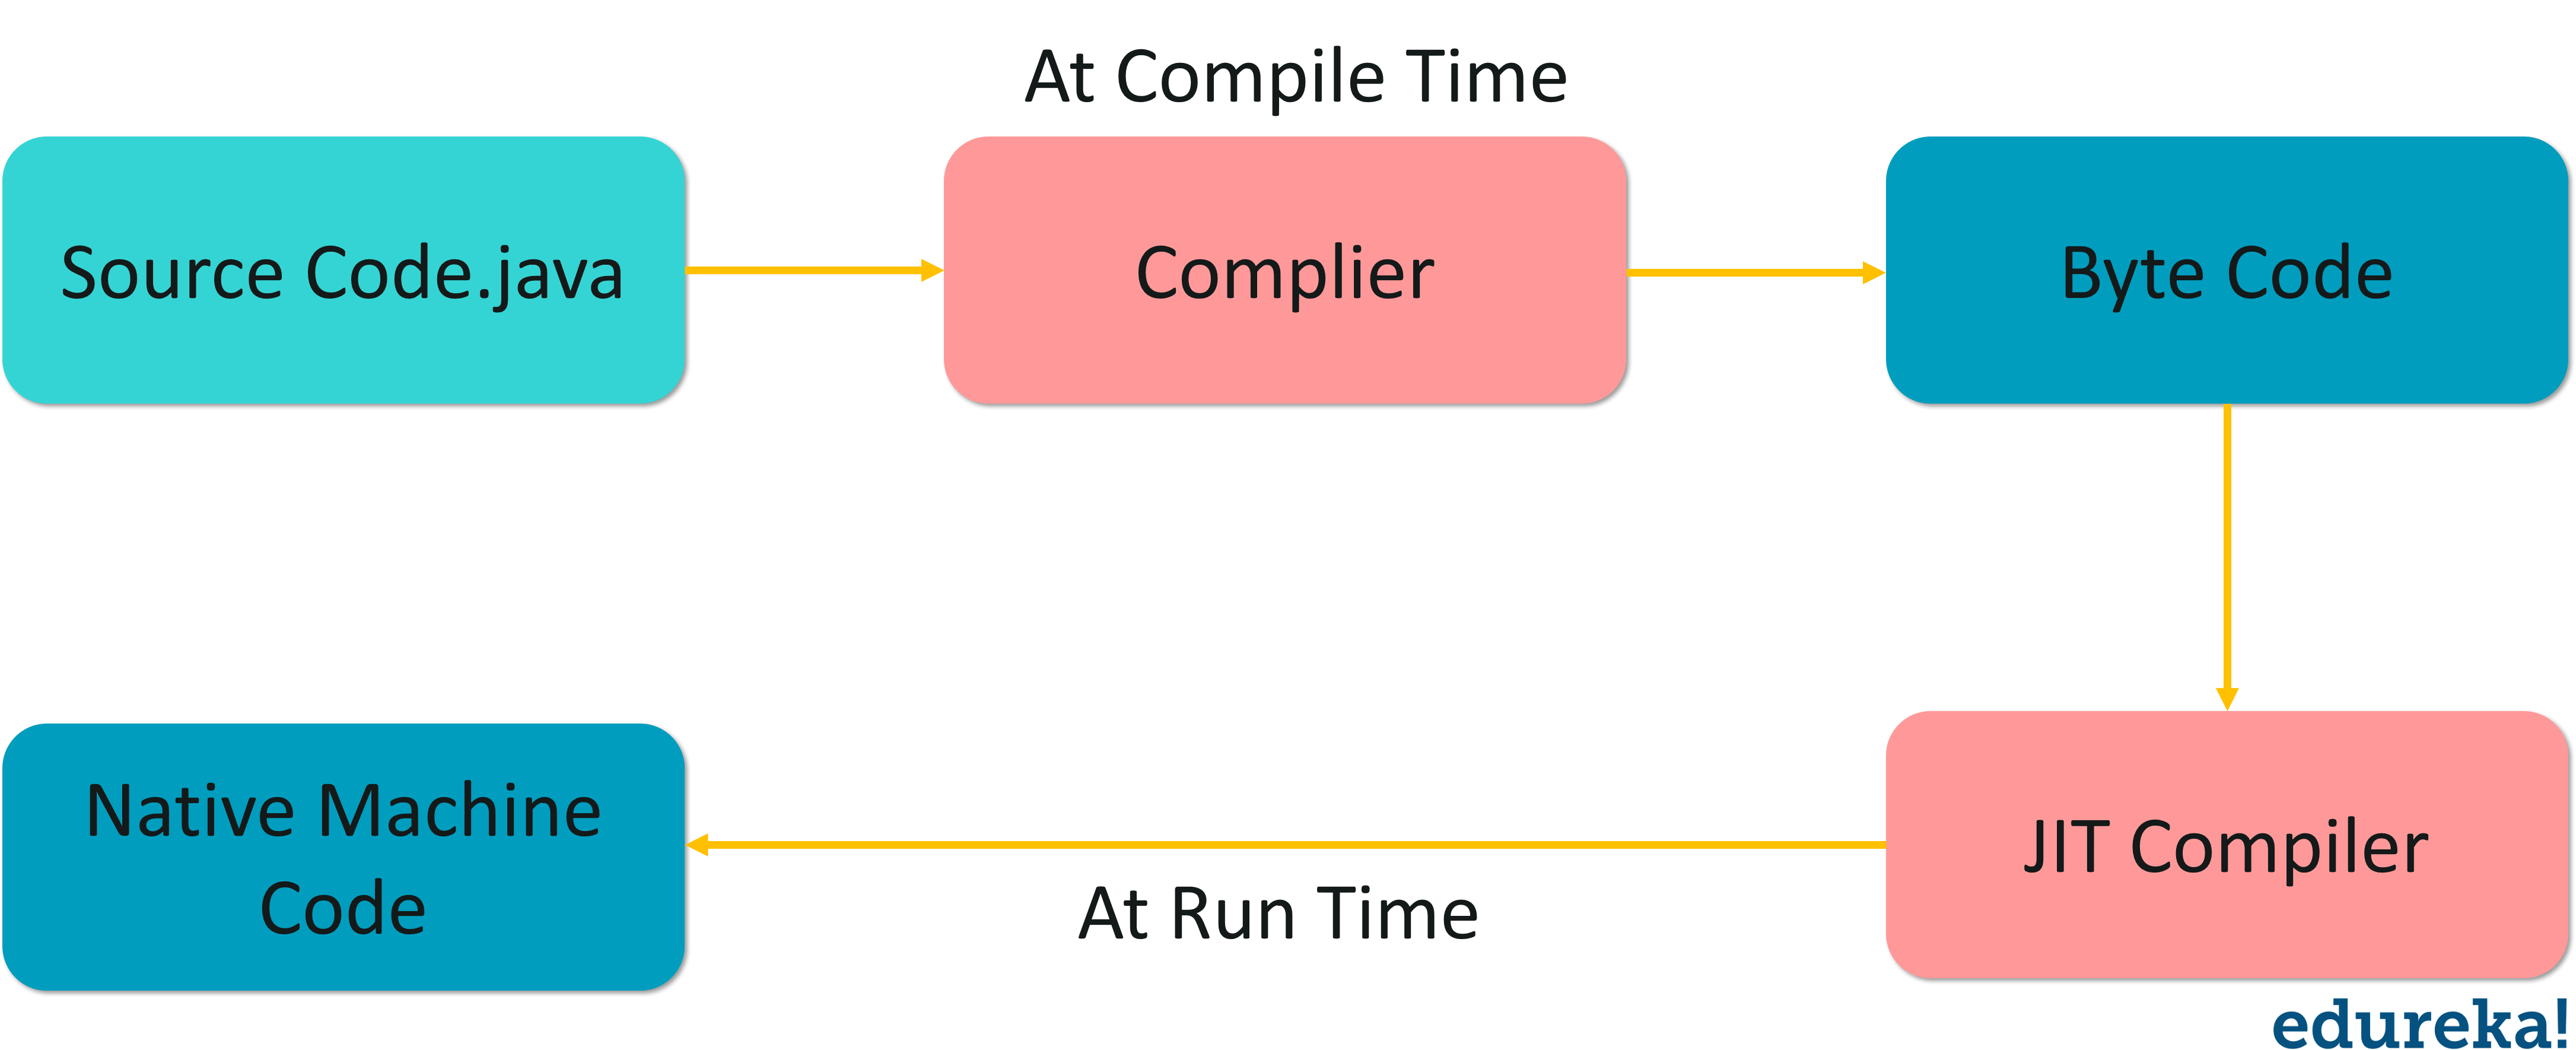 At Compile Time
Source Code.java
Complier
Byte Code
Native Machine
Code
JIT Compiler
At Run Time
edureka!